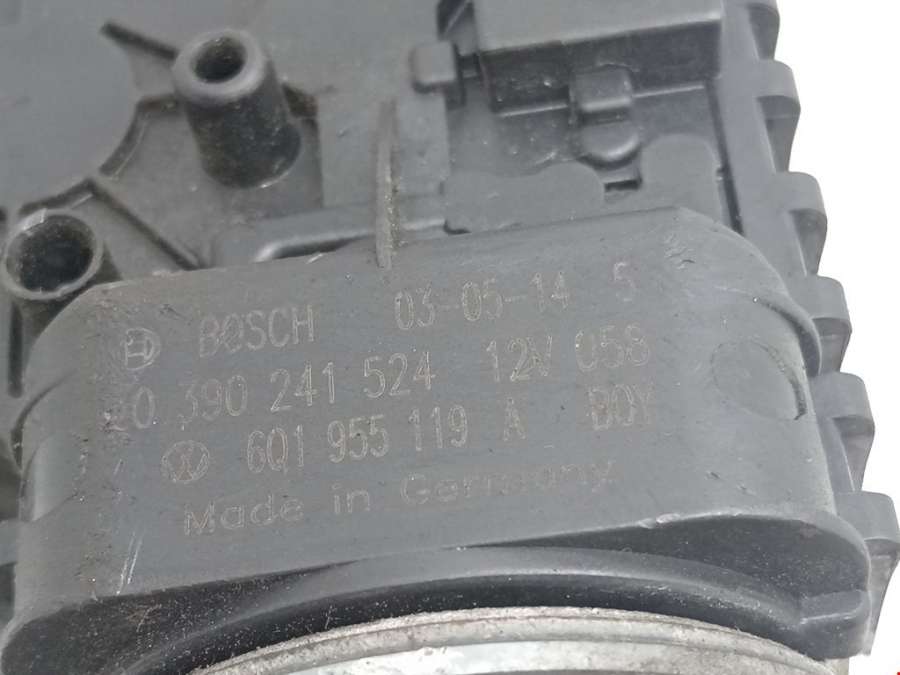 BOSCH 03-05-14 5
0 390 241 524 12V 058
6Q1 955 119 A BOY
Made in Germany